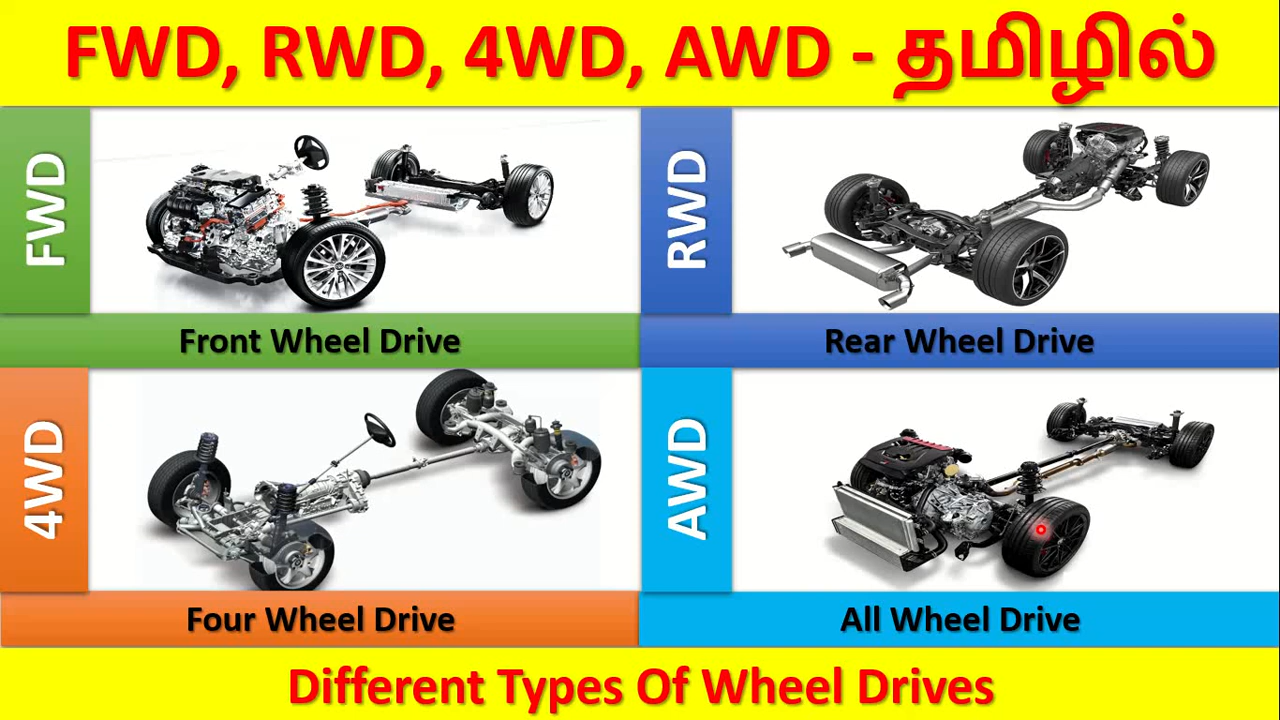 FWD, RWD, 4WD, AWD - தமிழில்
FWD
RWD
Front Wheel Drive
Rear Wheel Drive
4WD
AWD
Four Wheel Drive
All Wheel Drive
Different Types Of Wheel Drives